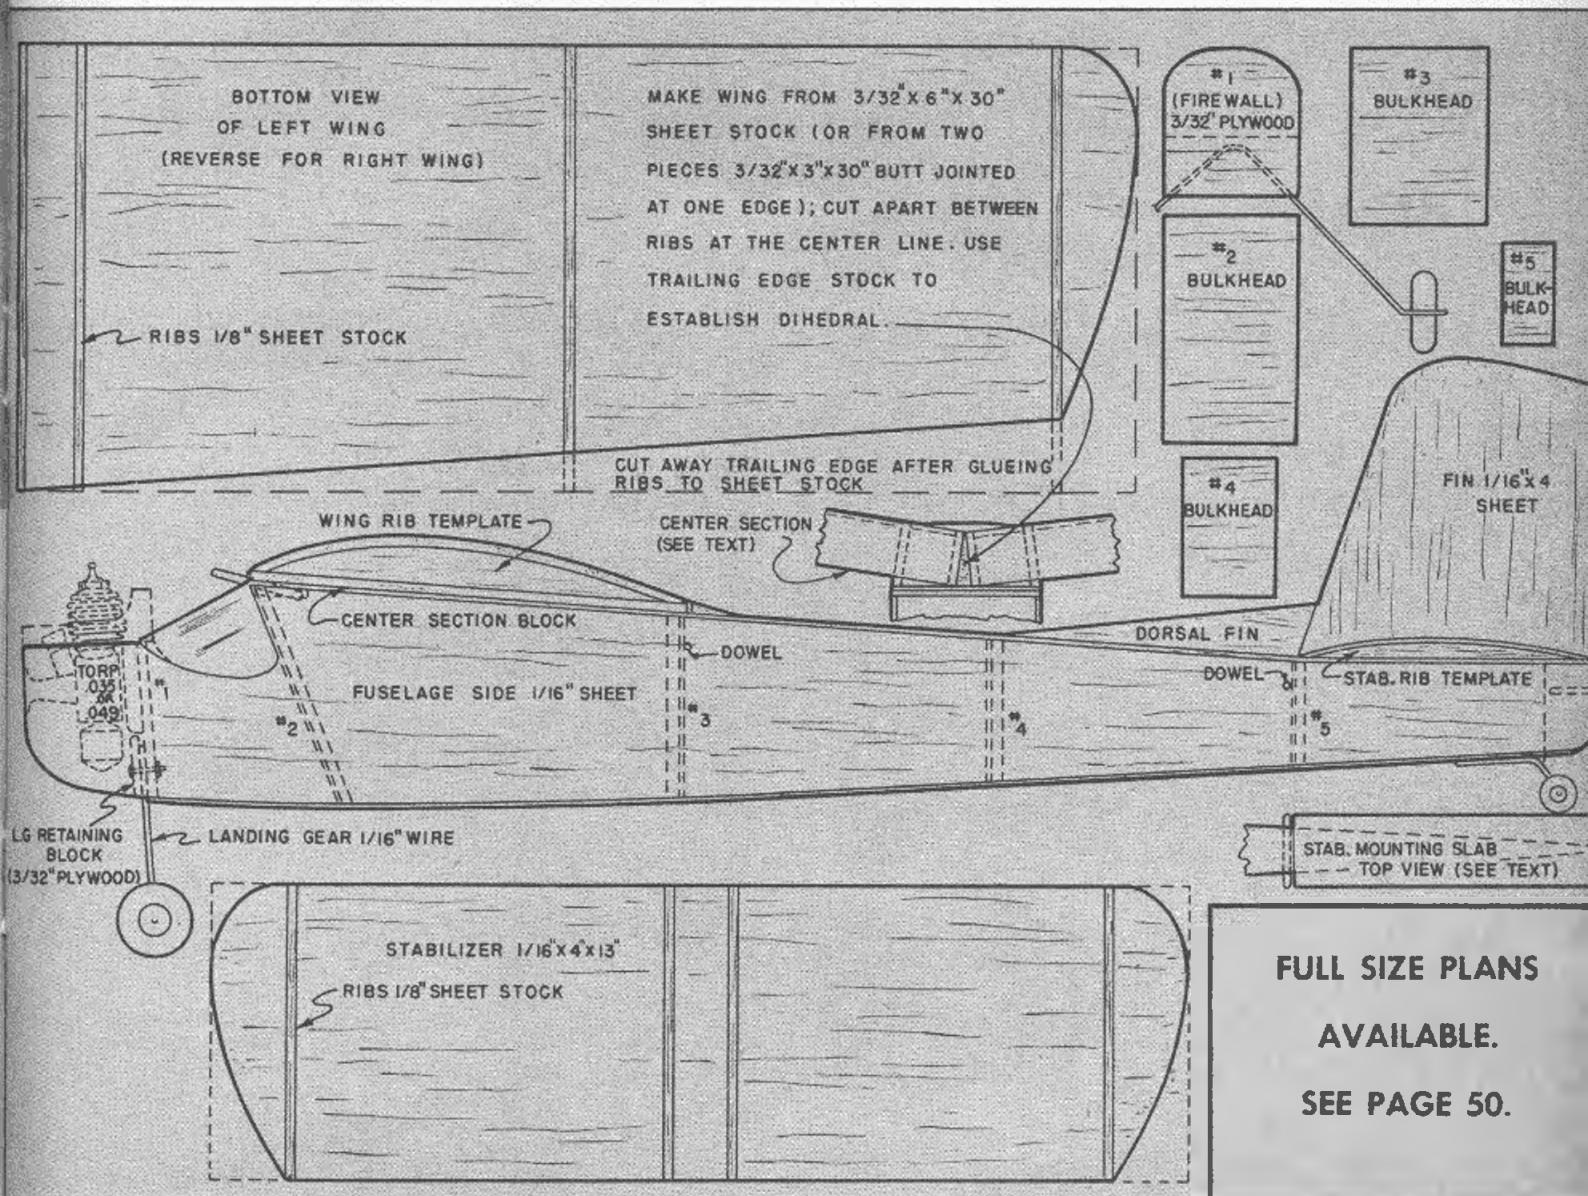 BOTTOM VIEW
OF LEFT WING
(REVERSE FOR RIGHT WING)
MAKE WING FROM 3/32"X 6"X 30"
SHEET STOCK (OR FROM TWO
PIECES 3/32"X3"X30" BUTT JOINTED
AT ONE EDGE); CUT APART BETWEEN
RIBS AT THE CENTER LINE. USE
TRAILING EDGE STOCK TO
ESTABLISH DIHEDRAL.
RIBS 1/8" SHEET STOCK
CUT AWAY TRAILING EDGE AFTER GLUEING
RIBS TO SHEET STOCK
#1
(FIREWALL)
3/32" PLYWOOD
#3
BULKHEAD
#2
BULKHEAD
#5
BULK-
HEAD
#4
BULKHEAD
FIN 1/16"X 4
SHEET
WING RIB TEMPLATE
CENTER SECTION
(SEE TEXT)
CENTER SECTION BLOCK
DORSAL FIN
DOWEL
DOWEL
STAB. RIB TEMPLATE
TORP
.035
OR
.049
#1
FUSELAGE SIDE 1/16" SHEET
#2
#3
#4
#5
LG RETAINING
BLOCK
(3/32" PLYWOOD)
LANDING GEAR 1/16" WIRE
STAB. MOUNTING SLAB
TOP VIEW (SEE TEXT)
STABILIZER 1/16"X4"X13"
RIBS 1/8" SHEET STOCK
FULL SIZE PLANS
AVAILABLE.
SEE PAGE 50.